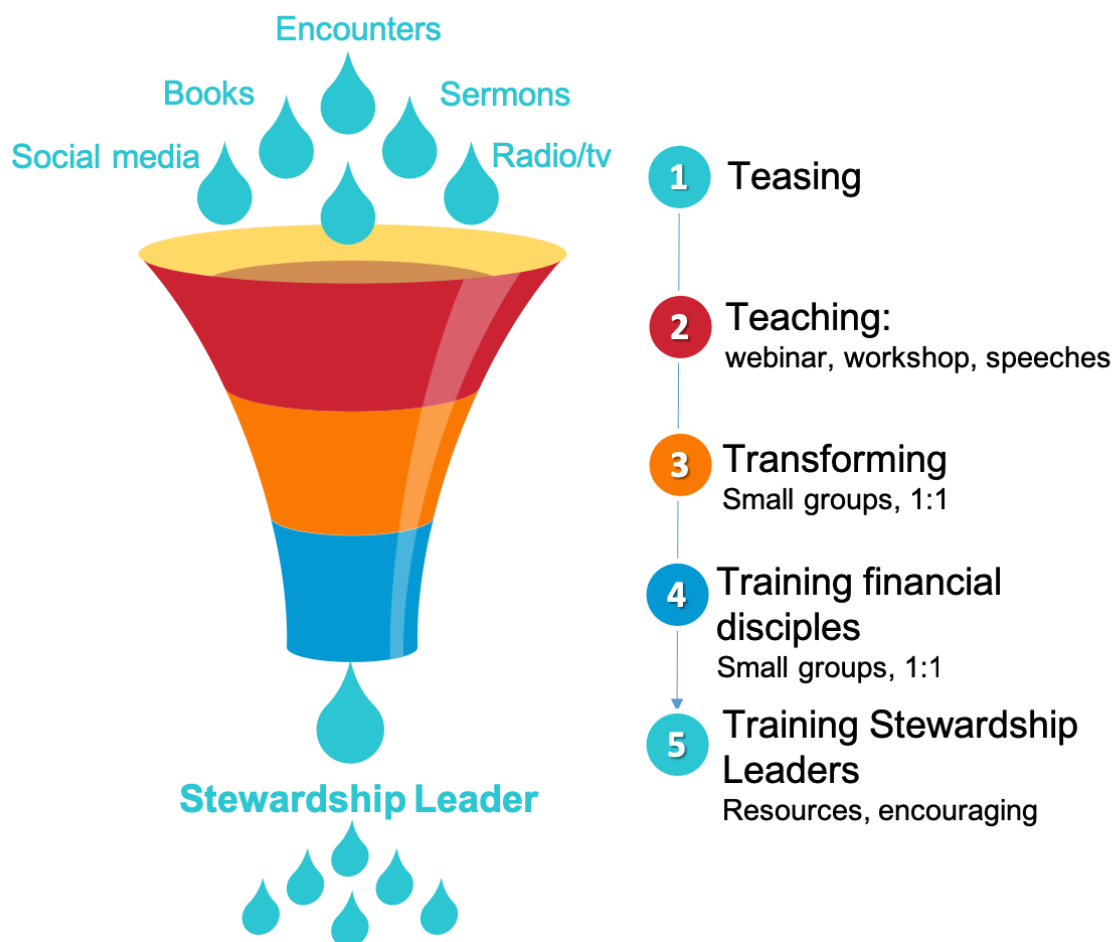 Encounters
Books
Sermons
Social media
Radio/tv
1 Teasing
2 Teaching:
webinar, workshop, speeches
3 Transforming
Small groups, 1:1
4 Training financial
disciples
Small groups, 1:1
5 Training Stewardship
Leaders
Resources, encouraging
Stewardship Leader